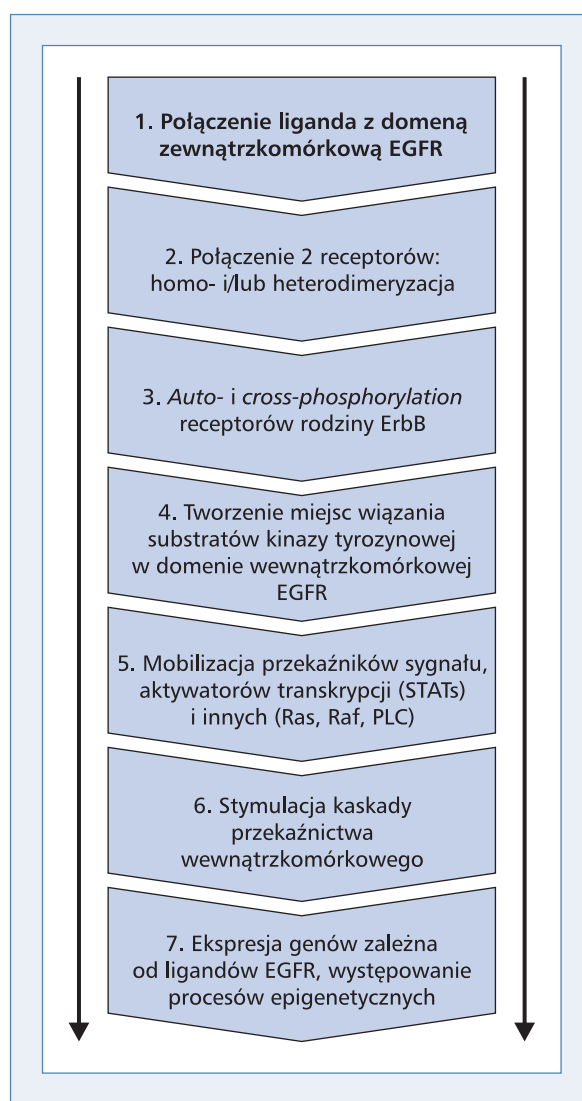 1. Połączenie liganda z domeną
zewnątrzkomórkową EGFR
2. Połączenie 2 receptorów:
homo- i/lub heterodimeryzacja
3. Auto- i cross-phosphorylation
receptorów rodziny ErbB
4. Tworzenie miejsc wiązania
substratów kinazy tyrozynowej
w domenie wewnątrzkomórkowej
EGFR
5. Mobilizacja przekaźników sygnału,
aktywatorów transkrypcji (STATs)
i innych (Ras, Raf, PLC)
6. Stymulacja kaskady
przekaźnictwa
wewnątrzkomórkowego
7. Ekspresja genów zależna
od ligandów EGFR, występowanie
procesów epigenetycznych